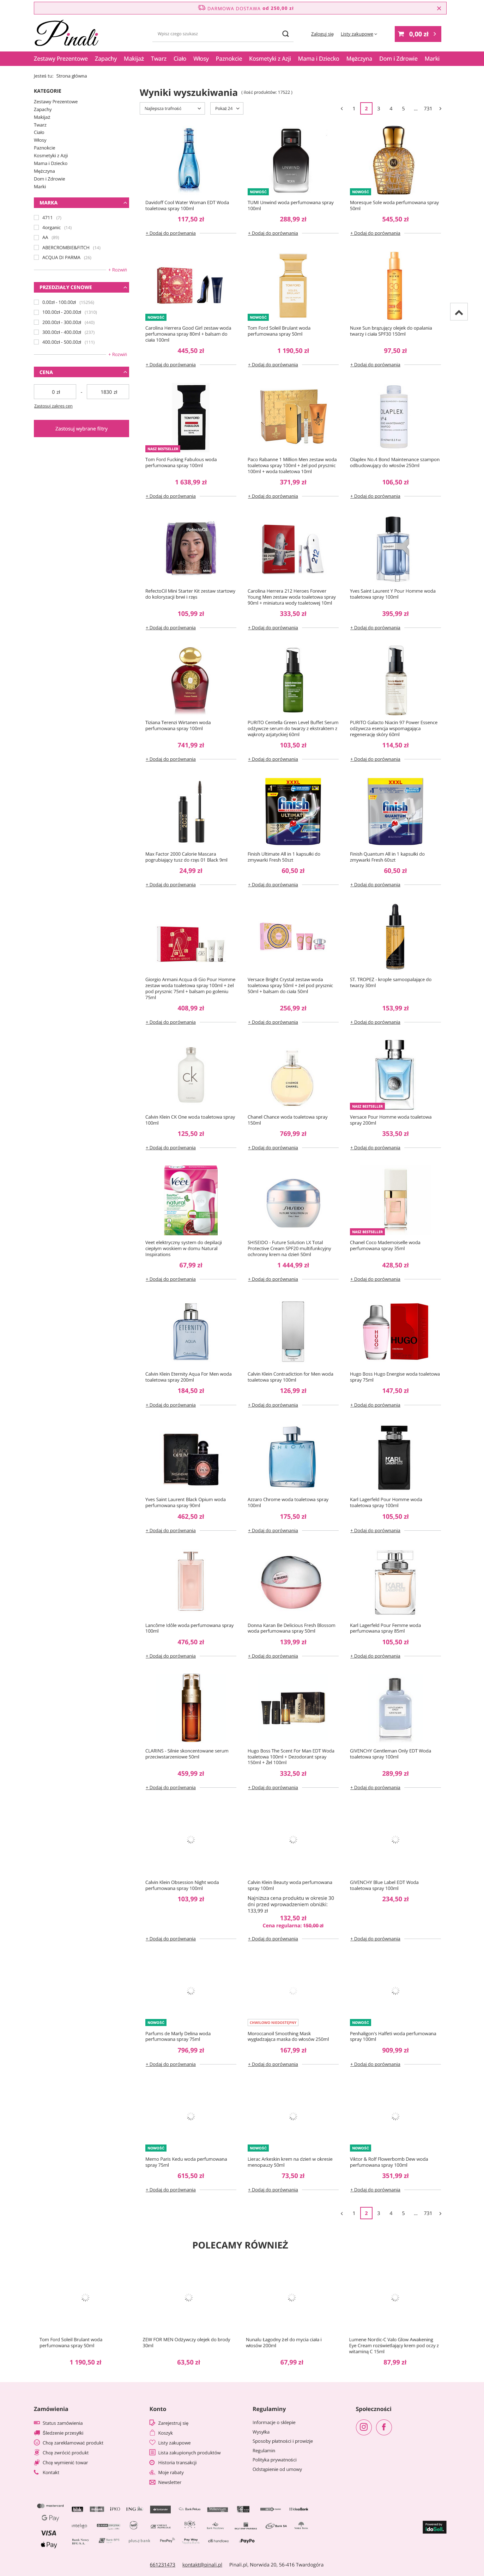 DARMOWA DOSTAWA od 250,00 zł
Pinali
Wpisz czego szukasz
Zaloguj się
Listy zakupowe
0,00 zł
Zestawy Prezentowe Zapachy Makijaż Twarz Ciało Włosy Paznokcie Kosmetyki z Azji Mama i Dziecko Mężczyzna Dom i Zdrowie Marki
Jesteś tu: Strona główna
KATEGORIE
Zestawy Prezentowe
Zapachy
Makijaż
Twarz
Ciało
Włosy
Paznokcie
Kosmetyki z Azji
Mama i Dziecko
Mężczyzna
Dom i Zdrowie
Marki
MARKA
4711
4organic
AA
ABERCROMBIE&FITCH
ACQUA DI PARMA
+ Rozwiń
PRZEDZIAŁY CENOWE
0.00zł - 100.00zł
100.00zł - 200.00zł
200.00zł - 300.00zł
300.00zł - 400.00zł
400.00zł - 500.00zł
+ Rozwiń
CENA
0 zł - 1830 zł
Zastosuj zakres cen
Zastosuj wybrane filtry
Wyniki wyszukiwania ( ilość produktów: 17522 )
Najlepsza trafność
Pokaż 24
1 2 3 4 5 ... 731
Davidoff Cool Water Woman EDT Woda toaletowa spray 100ml
117,50 zł
+ Dodaj do porównania
NOWOŚĆ
TUMI Unwind woda perfumowana spray 100ml
288,99 zł
+ Dodaj do porównania
NOWOŚĆ
Moresque Sole woda perfumowana spray 50ml
545,50 zł
+ Dodaj do porównania
NOWOŚĆ
Carolina Herrera Good Girl zestaw woda perfumowana spray 80ml + balsam do ciała 100ml
445,50 zł
+ Dodaj do porównania
NOWOŚĆ
Tom Ford Soleil Brulant woda perfumowana spray 50ml
1 190,50 zł
+ Dodaj do porównania
Nuxe Sun brązujący olejek do opalania twarzy i ciała SPF30 150ml
97,50 zł
+ Dodaj do porównania
NASZ BESTSELLER
Tom Ford Fucking Fabulous woda perfumowana spray 100ml
1 638,99 zł
+ Dodaj do porównania
Paco Rabanne 1 Million Men zestaw woda toaletowa spray 100ml + żel pod prysznic 100ml + woda toaletowa 10ml
371,99 zł
+ Dodaj do porównania
Olaplex No.4 Bond Maintenance szampon odbudowujący do włosów 250ml
106,50 zł
+ Dodaj do porównania
RefectoCil Mini Starter Kit zestaw startowy do koloryzacji brwi i rzęs
105,99 zł
+ Dodaj do porównania
Carolina Herrera 212 Heroes Forever Young Men zestaw woda toaletowa spray 90ml + miniatura wody toaletowej 10ml
333,50 zł
+ Dodaj do porównania
Yves Saint Laurent Y Pour Homme woda toaletowa spray 100ml
395,99 zł
+ Dodaj do porównania
Tiziana Terenzi Wirtanen woda perfumowana spray 100ml
741,99 zł
+ Dodaj do porównania
PURITO Centella Green Level Buffet Serum odżywcze serum do twarzy z ekstraktem z wąkroty azjatyckiej 60ml
103,50 zł
+ Dodaj do porównania
PURITO Galacto Niacin 97 Power Essence odżywcza esencja wspomagająca regenerację skóry 60ml
114,50 zł
+ Dodaj do porównania
Max Factor 2000 Calorie Mascara pogrubiający tusz do rzęs 01 Black 9ml
24,99 zł
+ Dodaj do porównania
Finish Ultimate All in 1 kapsułki do zmywarki Fresh 50szt
60,50 zł
+ Dodaj do porównania
Finish Quantum All-in-1 kapsułki do zmywarki Fresh 60szt
60,50 zł
+ Dodaj do porównania
Giorgio Armani Acqua di Gio Pour Homme zestaw woda toaletowa spray 100ml + żel pod prysznic 75ml + balsam po goleniu 75ml
408,99 zł
+ Dodaj do porównania
Versace Bright Crystal zestaw woda toaletowa spray 50ml + żel pod prysznic 50ml + balsam do ciała 50ml
256,99 zł
+ Dodaj do porównania
ST. TROPEZ - krople samoopalające do twarzy 30ml
153,99 zł
+ Dodaj do porównania
Calvin Klein CK One woda toaletowa spray 100ml
125,50 zł
+ Dodaj do porównania
Chanel Chance woda toaletowa spray 150ml
769,99 zł
+ Dodaj do porównania
NASZ BESTSELLER
Versace Pour Homme woda toaletowa spray 200ml
353,50 zł
+ Dodaj do porównania
Veet elektryczny system do depilacji ciepłym woskiem w domu Natural Inspirations
67,99 zł
+ Dodaj do porównania
SHISEIDO - Future Solution LX Total Protective Cream SPF20 multifunkcyjny ochronny krem na dzień 50ml
1 444,99 zł
+ Dodaj do porównania
NASZ BESTSELLER
Chanel Coco Mademoiselle woda perfumowana spray 35ml
428,50 zł
+ Dodaj do porównania
Calvin Klein Eternity Aqua For Men woda toaletowa spray 200ml
184,50 zł
+ Dodaj do porównania
Calvin Klein Contradiction for Men woda toaletowa spray 100ml
126,99 zł
+ Dodaj do porównania
Hugo Boss Hugo Energise woda toaletowa spray 75ml
147,50 zł
+ Dodaj do porównania
Yves Saint Laurent Black Opium woda perfumowana spray 90ml
462,50 zł
+ Dodaj do porównania
Azzaro Chrome woda toaletowa spray 100ml
175,50 zł
+ Dodaj do porównania
Karl Lagerfeld Pour Homme woda toaletowa spray 100ml
105,50 zł
+ Dodaj do porównania
Lancôme Idôle woda perfumowana spray 100ml
476,50 zł
+ Dodaj do porównania
Donna Karan Be Delicious Fresh Blossom woda perfumowana spray 50ml
139,99 zł
+ Dodaj do porównania
Karl Lagerfeld Pour Femme woda perfumowana spray 85ml
105,50 zł
+ Dodaj do porównania
CLARINS - Silnie skoncentrowane serum przeciwstarzeniowe 50ml
459,99 zł
+ Dodaj do porównania
Hugo Boss The Scent For Man EDT Woda toaletowa 100ml + Dezodorant spray 150ml + Żel 100ml
332,50 zł
+ Dodaj do porównania
GIVENCHY Gentleman Only EDT Woda toaletowa spray 100ml
289,99 zł
+ Dodaj do porównania
Calvin Klein Obsession Night woda perfumowana spray 100ml
103,99 zł
+ Dodaj do porównania
Calvin Klein Beauty woda perfumowana spray 100ml
Najniższa cena produktu w okresie 30 dni przed wprowadzeniem obniżki: 133,99 zł
132,50 zł
Cena regularna: 150,00 zł
+ Dodaj do porównania
GIVENCHY Blue Label EDT Woda toaletowa spray 100ml
234,50 zł
+ Dodaj do porównania
NOWOŚĆ
Parfums de Marly Delina woda perfumowana spray 75ml
796,99 zł
+ Dodaj do porównania
CHWILOWO NIEDOSTĘPNY
Moroccanoil Smoothing Mask wygładzająca maska do włosów 250ml
167,99 zł
+ Dodaj do porównania
NOWOŚĆ
Penhaligon's Halfeti woda perfumowana spray 100ml
909,99 zł
+ Dodaj do porównania
NOWOŚĆ
Memo Paris Kedu woda perfumowana spray 75ml
615,50 zł
+ Dodaj do porównania
NOWOŚĆ
Lierac Arkeskin krem na dzień w okresie menopauzy 50ml
73,50 zł
+ Dodaj do porównania
NOWOŚĆ
Viktor & Rolf Flowerbomb Dew woda perfumowana spray 100ml
351,99 zł
+ Dodaj do porównania
1 2 3 4 5 ... 731
POLECAMY RÓWNIEŻ
Tom Ford Soleil Brulant woda perfumowana spray 50ml
1 190,50 zł
ZEW FOR MEN Odżywczy olejek do brody 30ml
63,50 zł
Nunulu Łagodny żel do mycia ciała i włosów 200ml
67,99 zł
Lumene Nordic-C Valo Glow Awakening Eye Cream rozświetlający krem pod oczy z witaminą C 15ml
87,99 zł
Zamówienia
Status zamówienia
Śledzenie przesyłki
Chcę zareklamować produkt
Chcę zwrócić produkt
Chcę wymienić towar
Kontakt
Konto
Zarejestruj się
Koszyk
Listy zakupowe
Lista zakupionych produktów
Historia transakcji
Moje rabaty
Newsletter
Regulaminy
Informacje o sklepie
Wysyłka
Sposoby płatności i prowizje
Regulamin
Polityka prywatności
Odstąpienie od umowy
Społeczności
G Pay
VISA
Apple Pay
PayPo
Powered by IdoSell
661231473 kontakt@pinali.pl Pinali.pl, Norwida 20, 56-416 Twardogóra